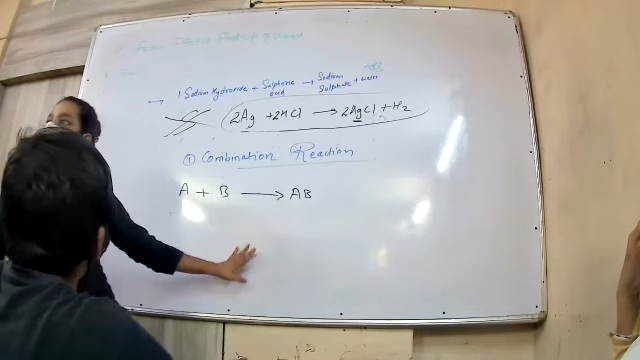 → 1 Sodium Hydroxide + Sulphuric acid → Sodium Sulphate + Water
2Ag + 2HCl → 2AgCl + H2
① Combination Reaction
A + B → AB